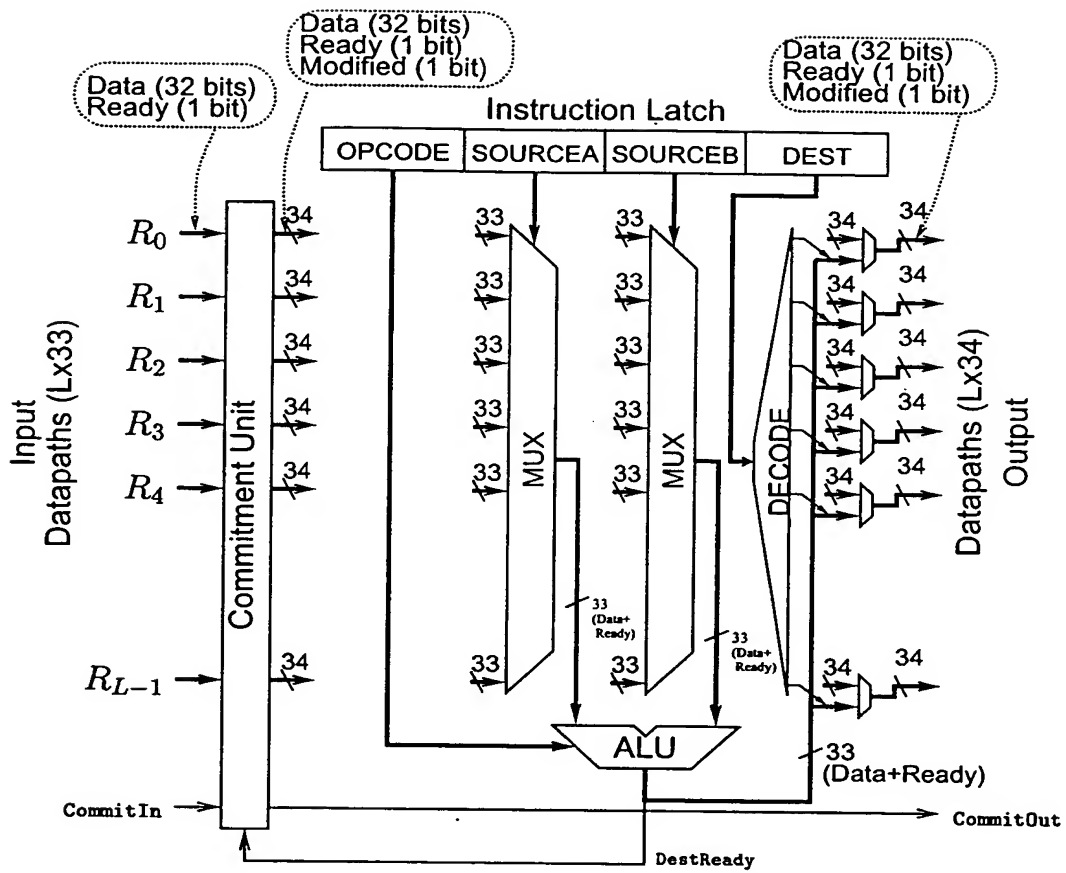 Data (32 bits)
Ready (1 bit)
Data (32 bits)
Ready (1 bit)
Modified (1 bit)
Data (32 bits)
Ready (1 bit)
Modified (1 bit)
Instruction Latch
OPCODE SOURCEA SOURCEB DEST
Input
Datapaths (Lx33)
R0
R1
R2
R3
R4
RL-1
Commitment Unit
34
34
34
34
34
34
33
33
33
33
33
33
MUX
33
(Data+
Ready)
33
33
33
33
33
33
MUX
33
(Data+
Ready)
DECODE
34 34
34 34
34 34
34 34
34 34
34 34
Datapaths (Lx34)
Output
ALU
33
(Data+Ready)
CommitIn
CommitOut
DestReady